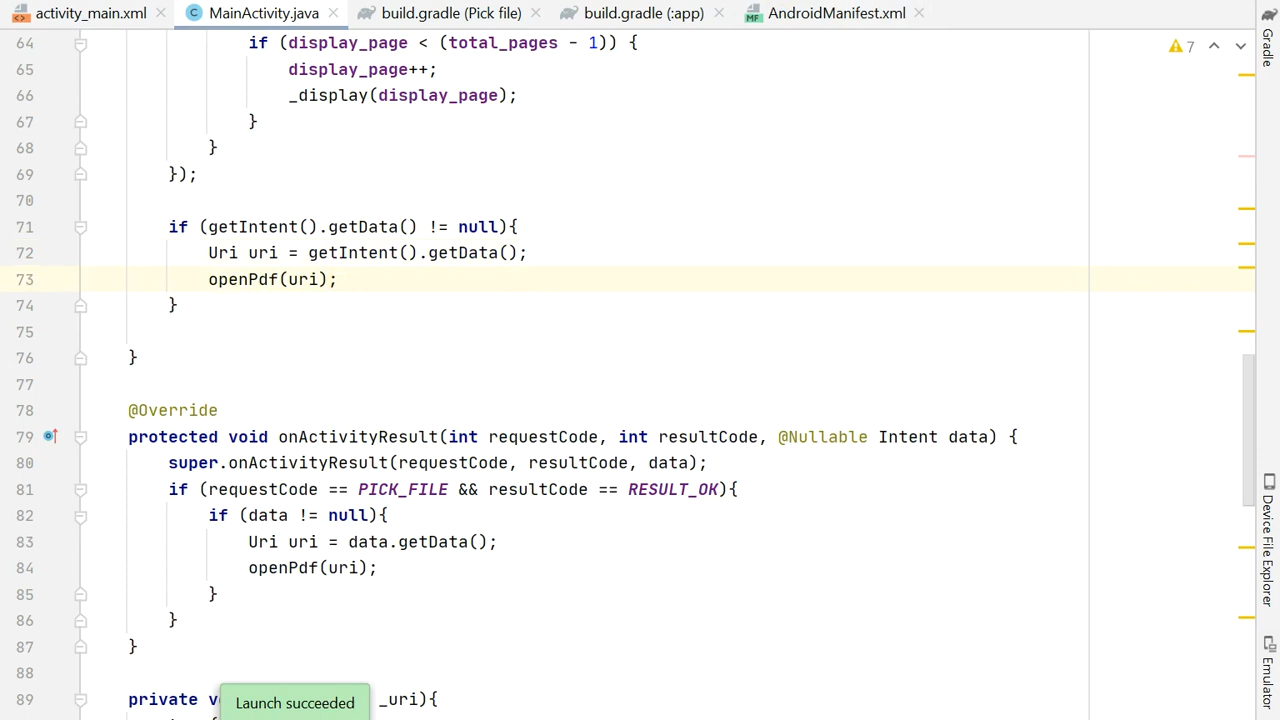 activity_main.xml MainActivity.java build.gradle (Pick file) build.gradle (:app) AndroidManifest.xml
7
Gradle
64 if (display_page < (total_pages - 1)) {
65 display_page++;
66 _display(display_page);
67 }
68 }
69 });
70
71 if (getIntent().getData() != null){
72 Uri uri = getIntent().getData();
73 openPdf(uri);
74 }
75
76 }
77
78 @Override
79 protected void onActivityResult(int requestCode, int resultCode, @Nullable Intent data) {
80 super.onActivityResult(requestCode, resultCode, data);
81 if (requestCode == PICK_FILE && resultCode == RESULT_OK){
82 if (data != null){
83 Uri uri = data.getData();
84 openPdf(uri);
85 }
86 }
87 }
88
89 private v _uri){
Launch succeeded
Device File Explorer
Emulator